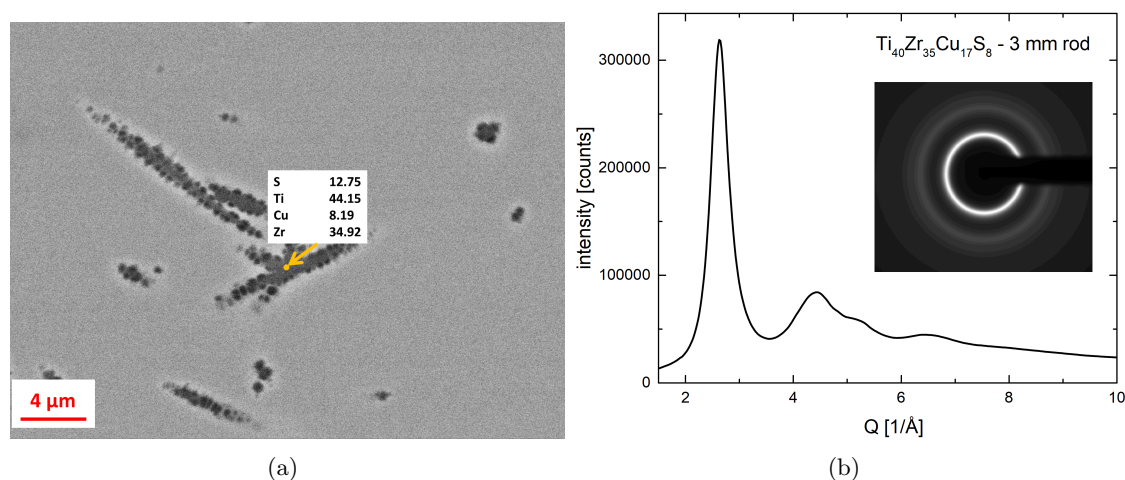 S 12.75
Ti 44.15
Cu 8.19
Zr 34.92
4 µm
(a)
Ti₄₀Zr₃₅Cu₁₇S₈ - 3 mm rod
intensity [counts]
300000
200000
100000
0
2 4 6 8 10
Q [1/Å]
(b)